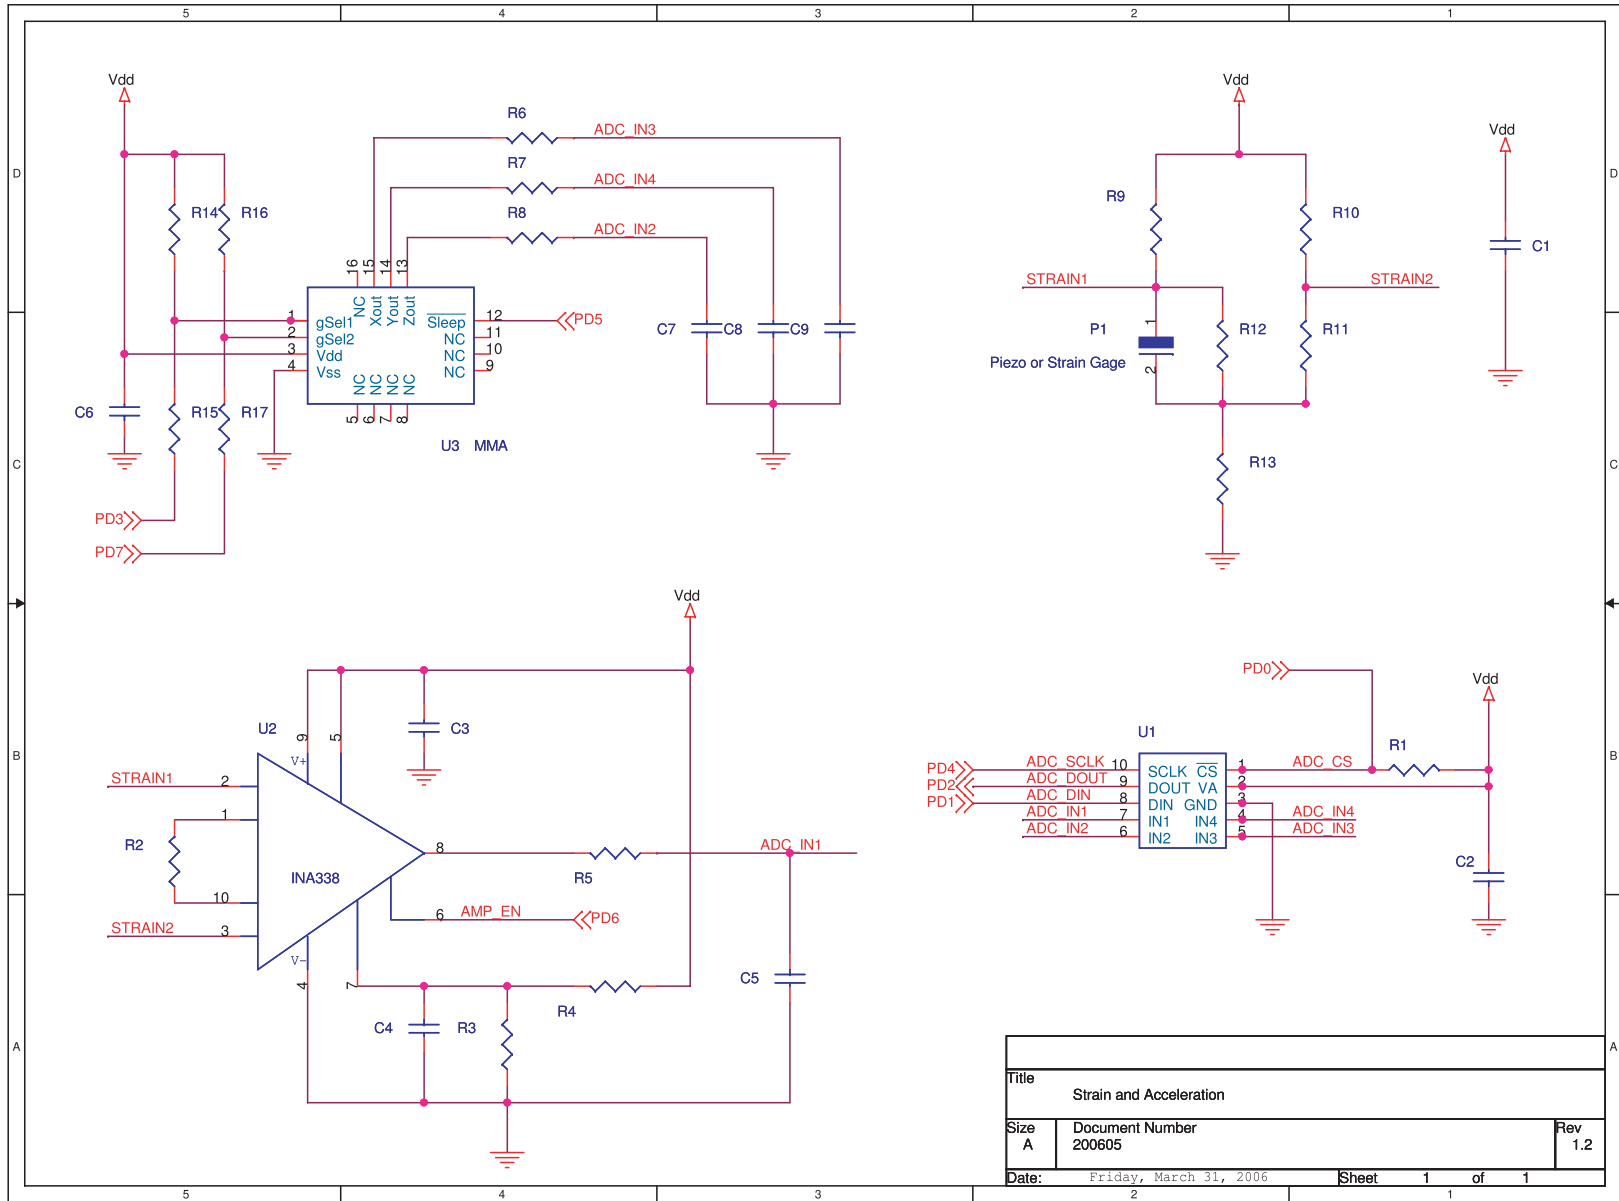 5 4 3 2 1
D
D
C
C
B
B
A
A
Vdd
R14
R16
C6
R15
R17
PD3
PD7
R6
ADC_IN3
R7
ADC_IN4
R8
ADC_IN2
16 15 14 13
NC Xout Yout Zout
1 gSel1
2 gSel2
3 Vdd
4 Vss
Sleep 12
PD5
NC 11
NC 10
NC 9
NC NC NC NC
5 6 7 8
U3 MMA
C7
C8
C9
Vdd
R9
R10
STRAIN1
STRAIN2
P1
1
2
Piezo or Strain Gage
R12
R11
R13
Vdd
C1
Vdd
U2
9
5
V+
C3
STRAIN1 2
1
R2
10
STRAIN2 3
INA338
V-
4
7
8
R5
ADC_IN1
6 AMP_EN
PD6
C5
R4
C4
R3
PD0
Vdd
U1
R1
PD4 ADC_SCLK 10 SCLK
PD2 ADC_DOUT 9 DOUT
PD1 ADC_DIN 8 DIN
ADC_IN1 7 IN1
ADC_IN2 6 IN2
CS 1 ADC_CS
VA 2
GND 3
IN4 4 ADC_IN4
IN3 5 ADC_IN3
C2
Title
Strain and Acceleration
Size
A
Document Number
200605
Rev
1.2
Date: Friday, March 31, 2006
Sheet 1 of 1
5 4 3 2 1